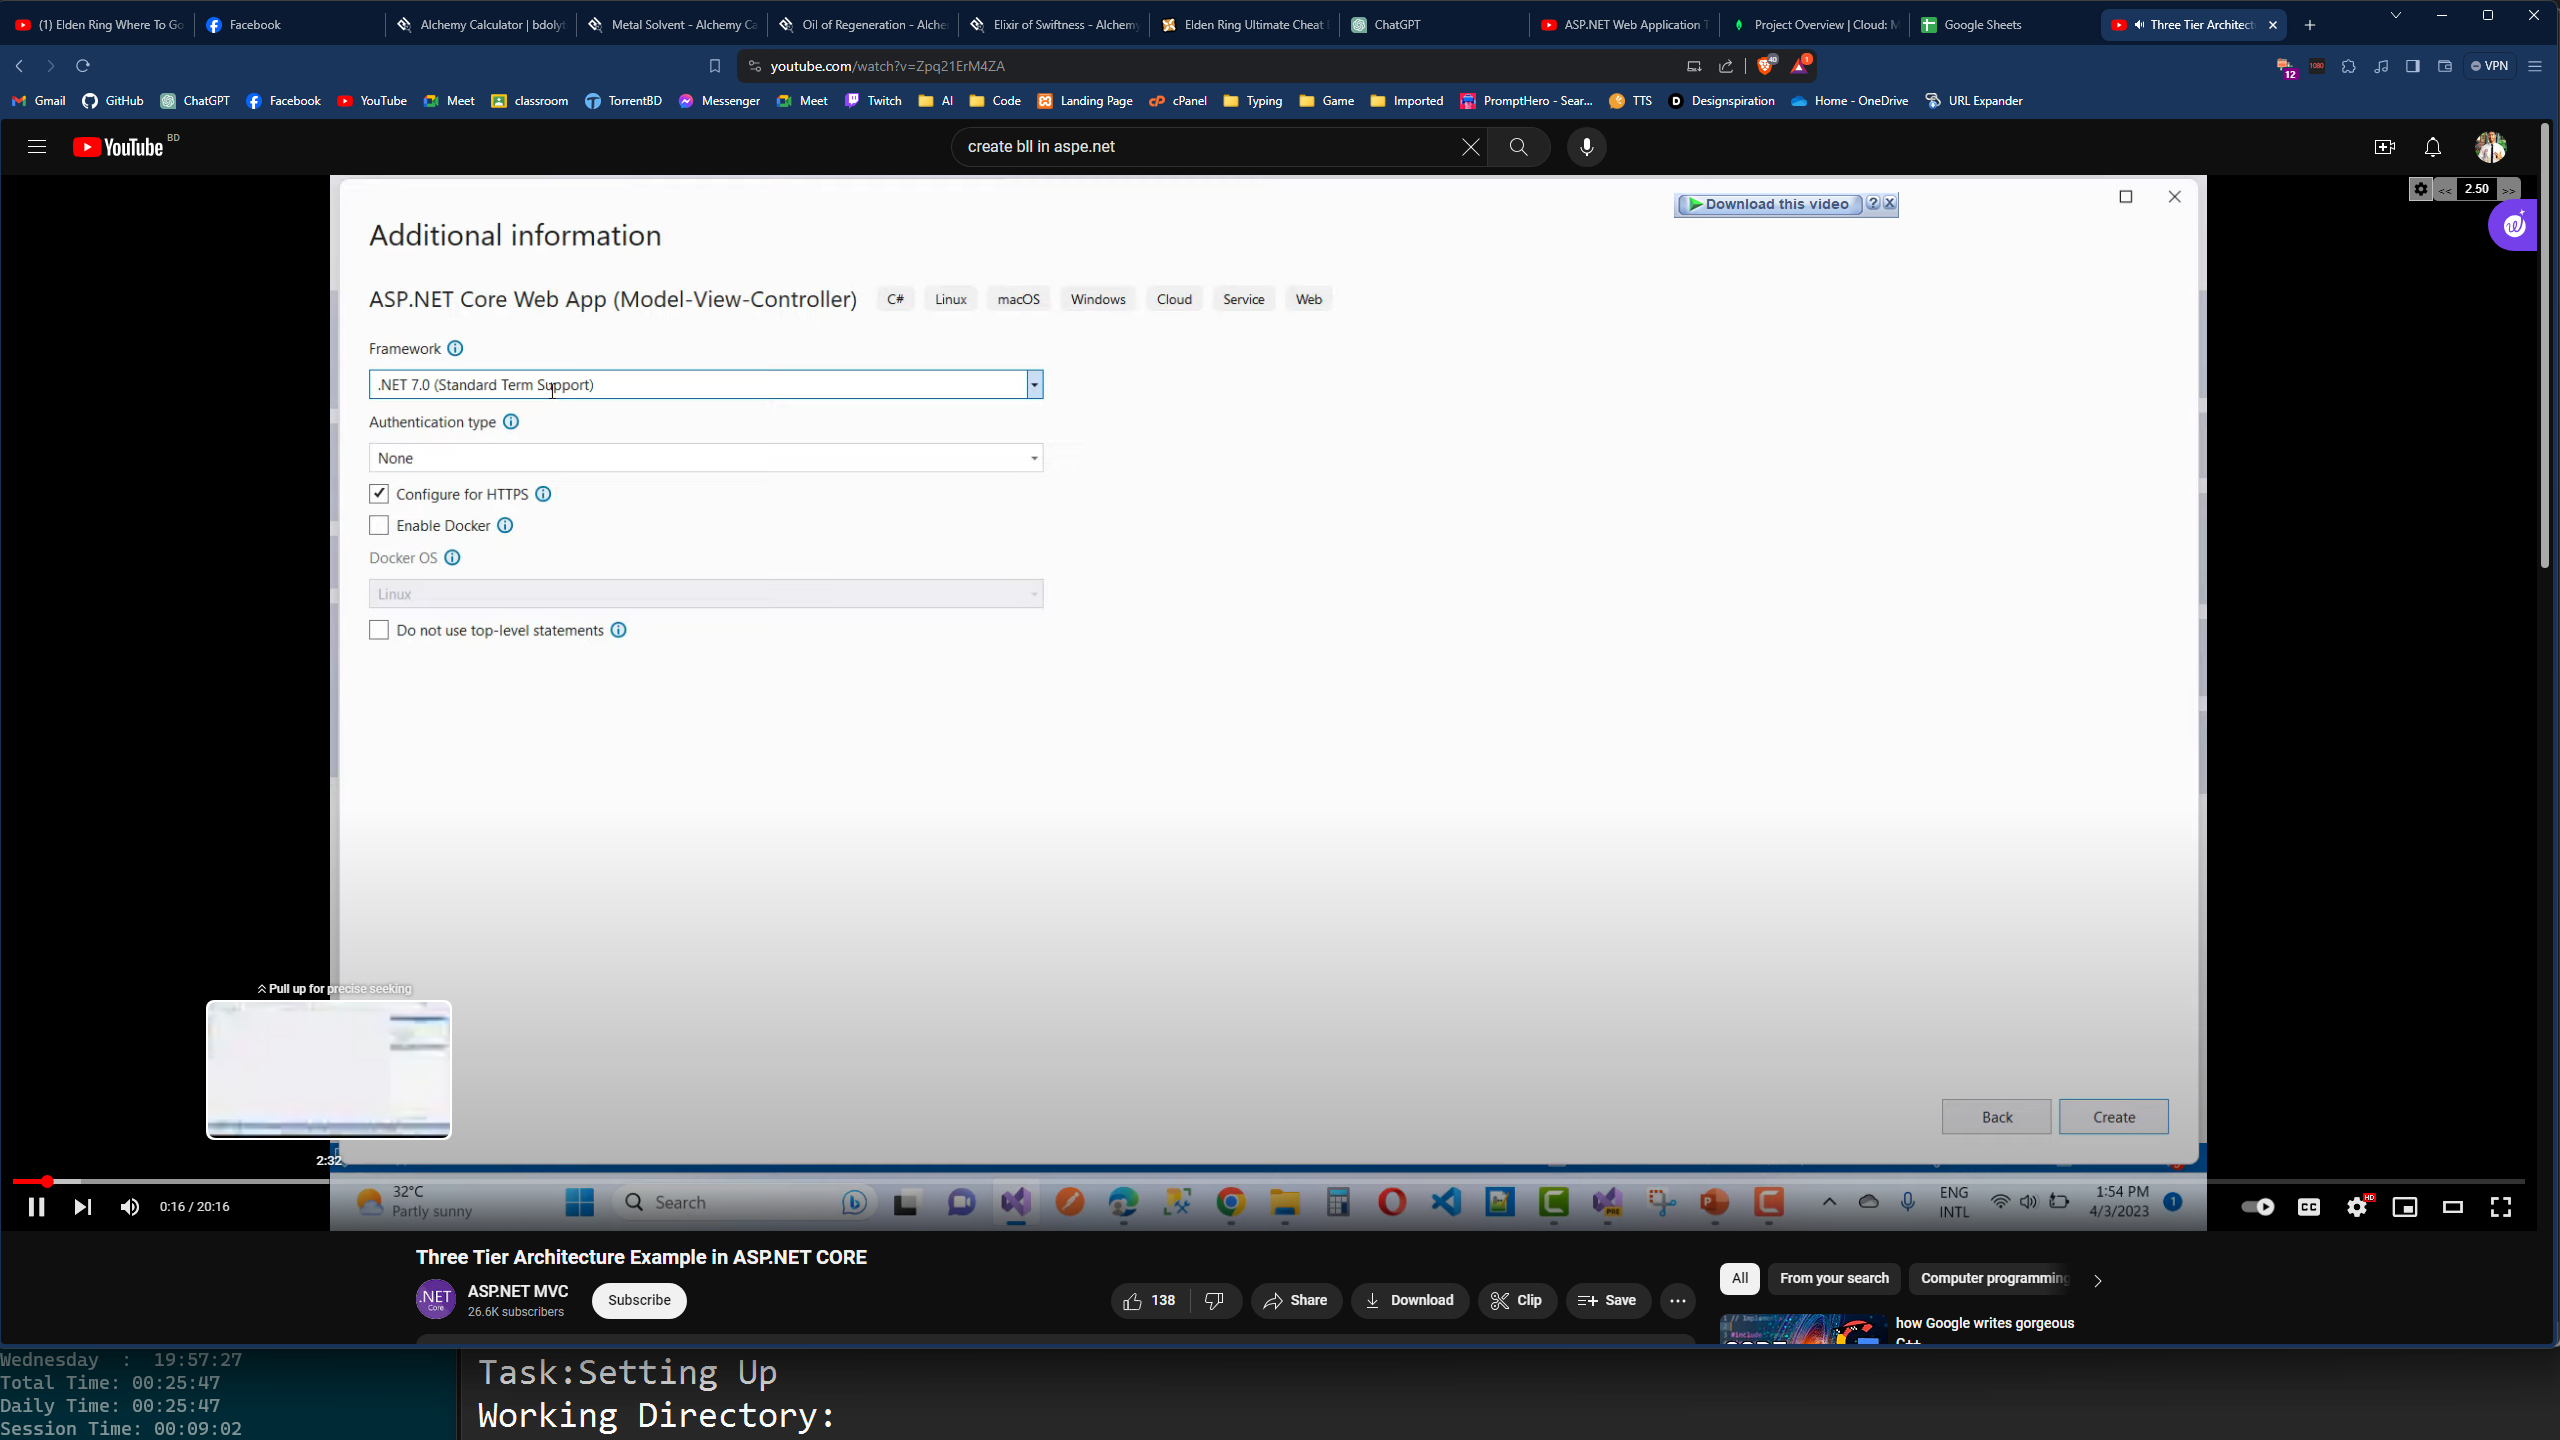 (1) Elden Ring Where To Go
Facebook
Alchemy Calculator | bdolyt
Metal Solvent - Alchemy Ca
Oil of Regeneration - Alche
Elixir of Swiftness - Alchemy
Elden Ring Ultimate Cheat
ChatGPT
ASP.NET Web Application T
Project Overview | Cloud: M
Google Sheets
Three Tier Architect
youtube.com/watch?v=Zpq21ErM4ZA
40
1
12
1080
VPN
Gmail
GitHub
ChatGPT
Facebook
YouTube
Meet
classroom
TorrentBD
Messenger
Meet
Twitch
AI
Code
Landing Page
cPanel
Typing
Game
Imported
PromptHero - Sear...
TTS
Designspiration
Home - OneDrive
URL Expander
YouTube BD
create bll in aspe.net
<< 2.50 >>
Download this video ? X
Additional information
ASP.NET Core Web App (Model-View-Controller) C# Linux macOS Windows Cloud Service Web
Framework
.NET 7.0 (Standard Term Support)
Authentication type
None
Configure for HTTPS
Enable Docker
Docker OS
Linux
Do not use top-level statements
Back Create
Pull up for precise seeking
2:32
32°C
Partly sunny
Search
PRE
ENG
INTL
1:54 PM
4/3/2023
1
0:16 / 20:16
CC
HD
Three Tier Architecture Example in ASP.NET CORE
.NET
Core
ASP.NET MVC
26.6K subscribers
Subscribe
138
Share
Download
Clip
Save
All
From your search
Computer programming
how Google writes gorgeous
C++
Wednesday : 19:57:27
Total Time: 00:25:47
Daily Time: 00:25:47
Session Time: 00:09:02
Task:Setting Up
Working Directory: